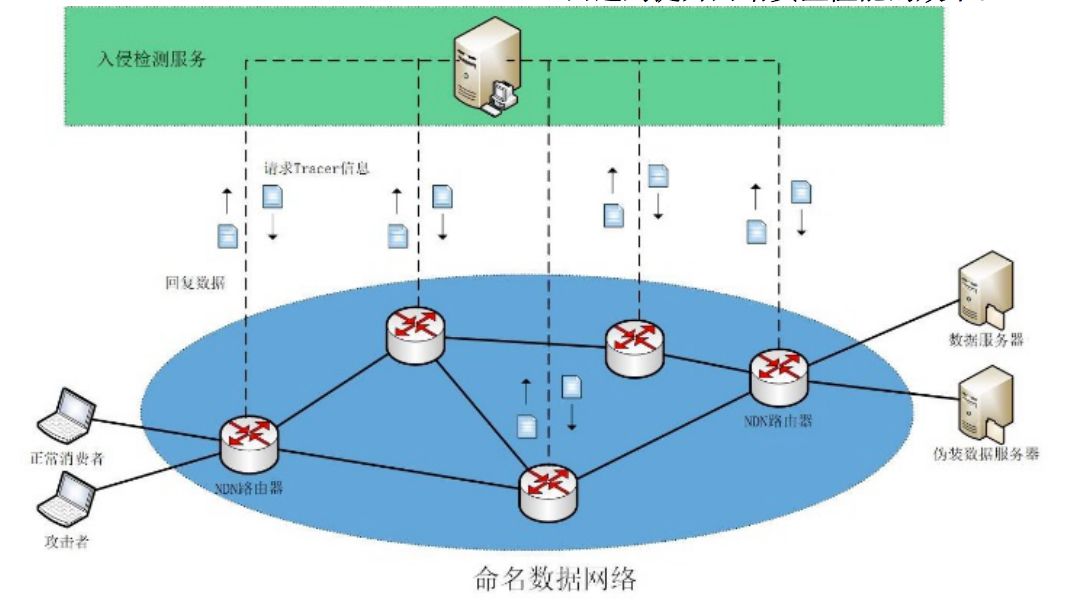 入侵检测服务
请求Tracer信息
回复数据
数据服务器
NDN路由器
伪装数据服务器
正常消费者
NDN路由器
攻击者
命名数据网络